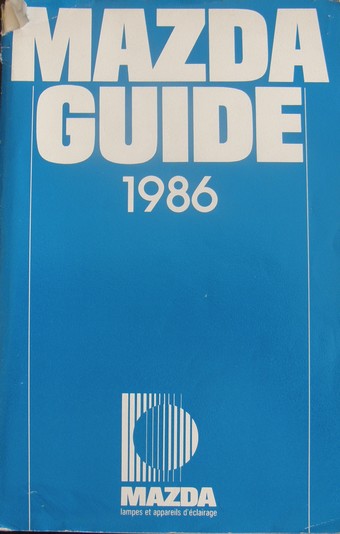 MAZDA
GUIDE
1986
MAZDA
lampes et appareils d'éclairage